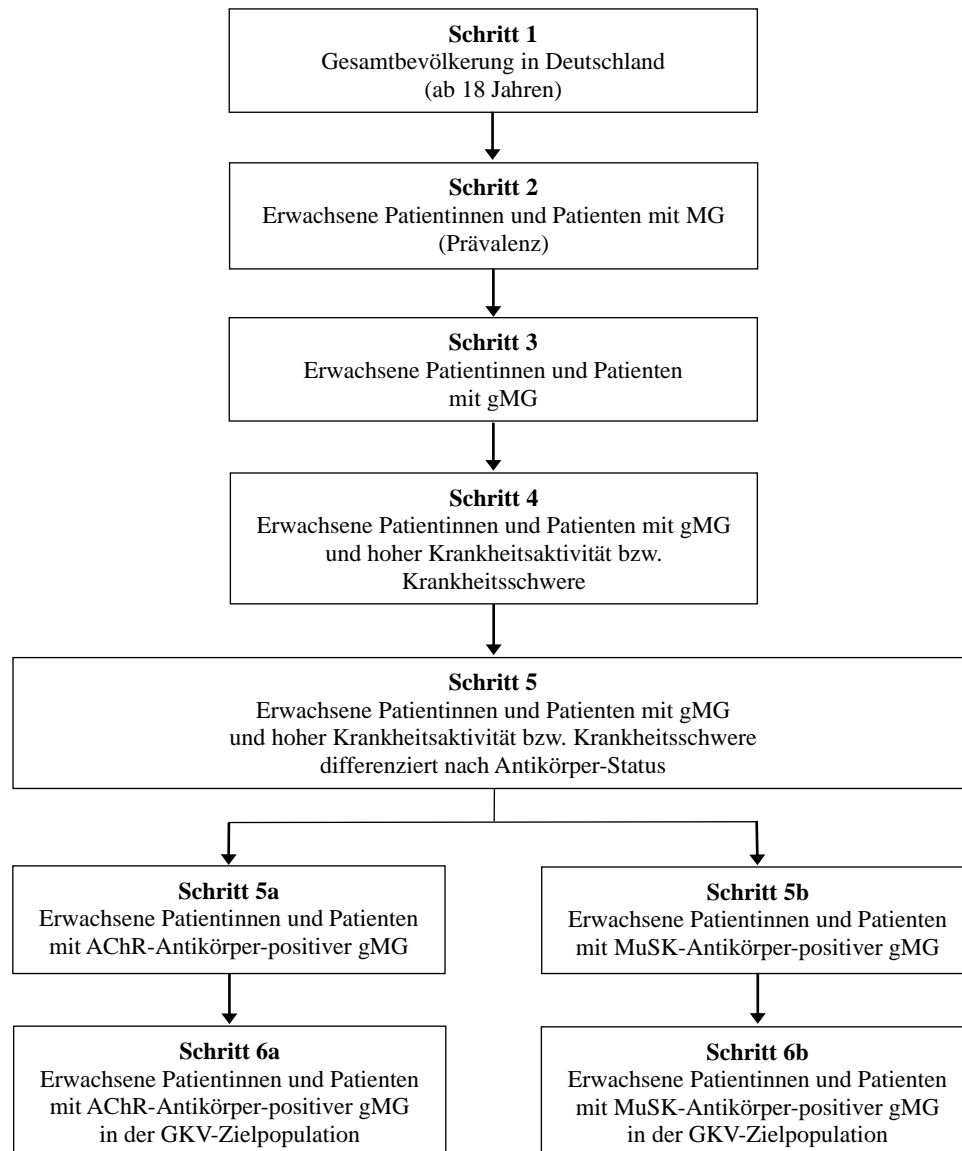 Schritt 1
Gesamtbevölkerung in Deutschland
(ab 18 Jahren)
Schritt 2
Erwachsene Patientinnen und Patienten mit MG
(Prävalenz)
Schritt 3
Erwachsene Patientinnen und Patienten
mit gMG
Schritt 4
Erwachsene Patientinnen und Patienten mit gMG
und hoher Krankheitsaktivität bzw.
Krankheitsschwere
Schritt 5
Erwachsene Patientinnen und Patienten mit gMG
und hoher Krankheitsaktivität bzw. Krankheitsschwere
differenziert nach Antikörper-Status
Schritt 5a
Erwachsene Patientinnen und Patienten
mit AChR-Antikörper-positiver gMG
Schritt 5b
Erwachsene Patientinnen und Patienten
mit MuSK-Antikörper-positiver gMG
Schritt 6a
Erwachsene Patientinnen und Patienten
mit AChR-Antikörper-positiver gMG
in der GKV-Zielpopulation
Schritt 6b
Erwachsene Patientinnen und Patienten
mit MuSK-Antikörper-positiver gMG
in der GKV-Zielpopulation